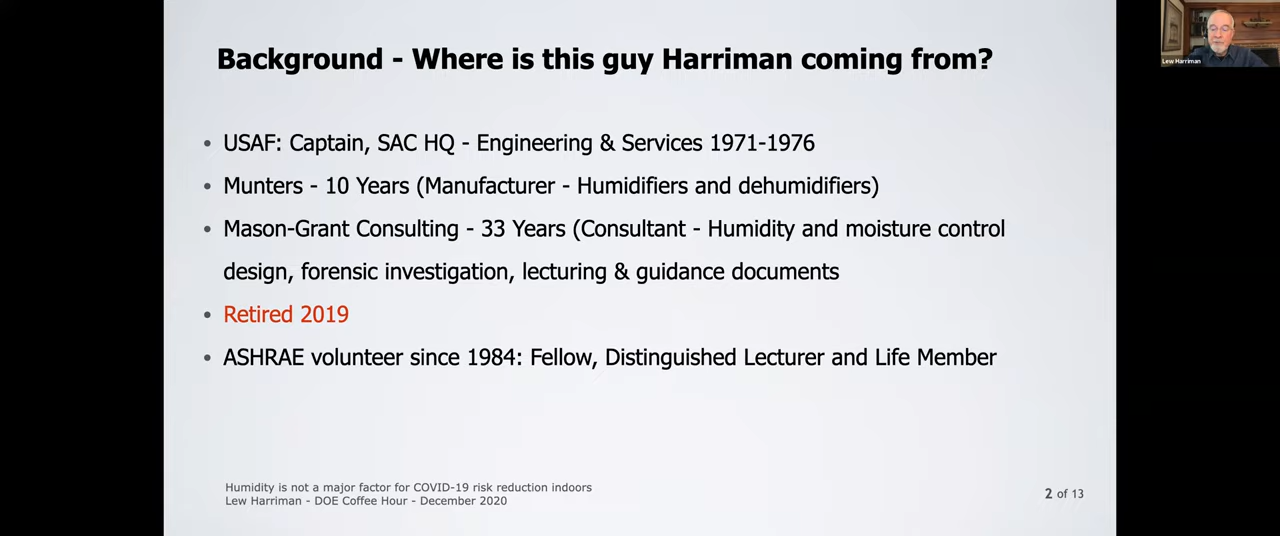 Background - Where is this guy Harriman coming from?
Lew Harriman
• USAF: Captain, SAC HQ - Engineering & Services 1971-1976
• Munters - 10 Years (Manufacturer - Humidifiers and dehumidifiers)
• Mason-Grant Consulting - 33 Years (Consultant - Humidity and moisture control
design, forensic investigation, lecturing & guidance documents
• Retired 2019
• ASHRAE volunteer since 1984: Fellow, Distinguished Lecturer and Life Member
Humidity is not a major factor for COVID-19 risk reduction indoors
Lew Harriman - DOE Coffee Hour - December 2020
2 of 13